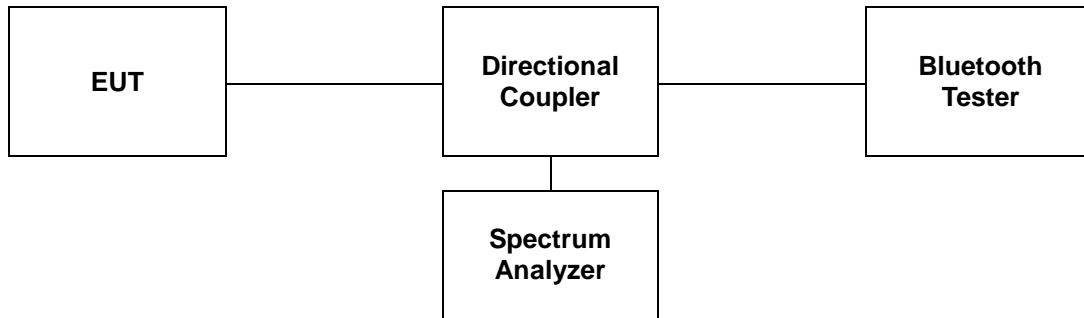 EUT
Directional
Coupler
Bluetooth
Tester
Spectrum
Analyzer